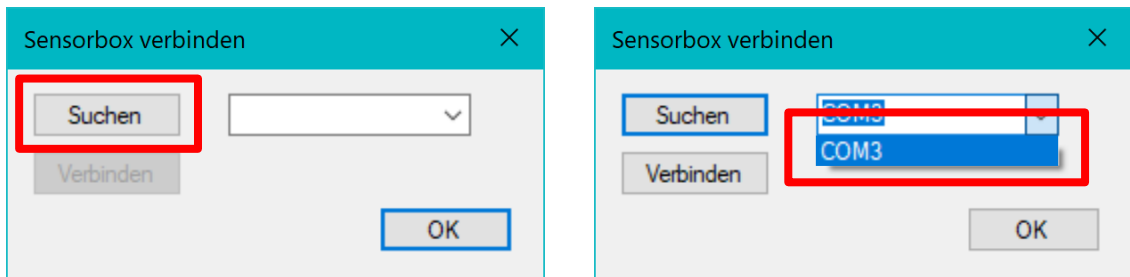 Sensorbox verbinden
Suchen
Verbinden
OK
Sensorbox verbinden
Suchen COM3
COM3
Verbinden
OK